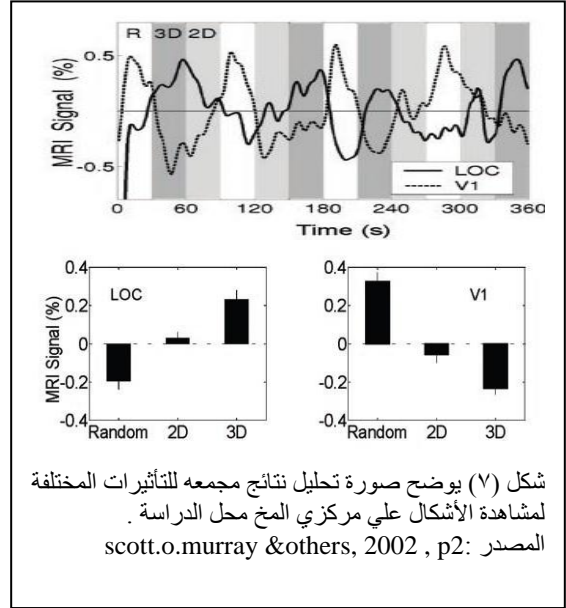 R 3D 2D
MRI Signal (%)
0.5
-0.5
LOC
V1
0 60 120 180 240 300 360
Time (s)
MRI Signal (%)
0.4
0.2
0
-0.2
-0.4
LOC
Random 2D 3D
0.4
0.2
0
-0.2
-0.4
V1
Random 2D 3D
شكل (٧) يوضح صورة تحليل نتائج مجمعه للتأثيرات المختلفة
لمشاهدة الأشكال علي مركزي المخ محل الدراسة .
المصدر :scott.o.murray &others, 2002 , p2